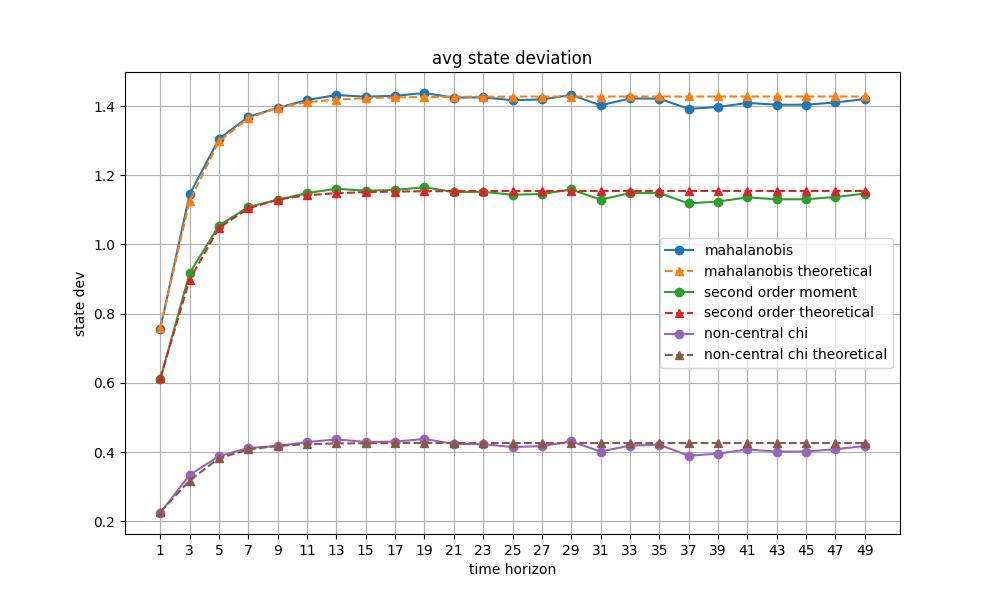 avg state deviation
state dev
1.4
1.2
1.0
0.8
0.6
0.4
0.2
mahalanobis
mahalanobis theoretical
second order moment
second order theoretical
non-central chi
non-central chi theoretical
1 3 5 7 9 11 13 15 17 19 21 23 25 27 29 31 33 35 37 39 41 43 45 47 49
time horizon